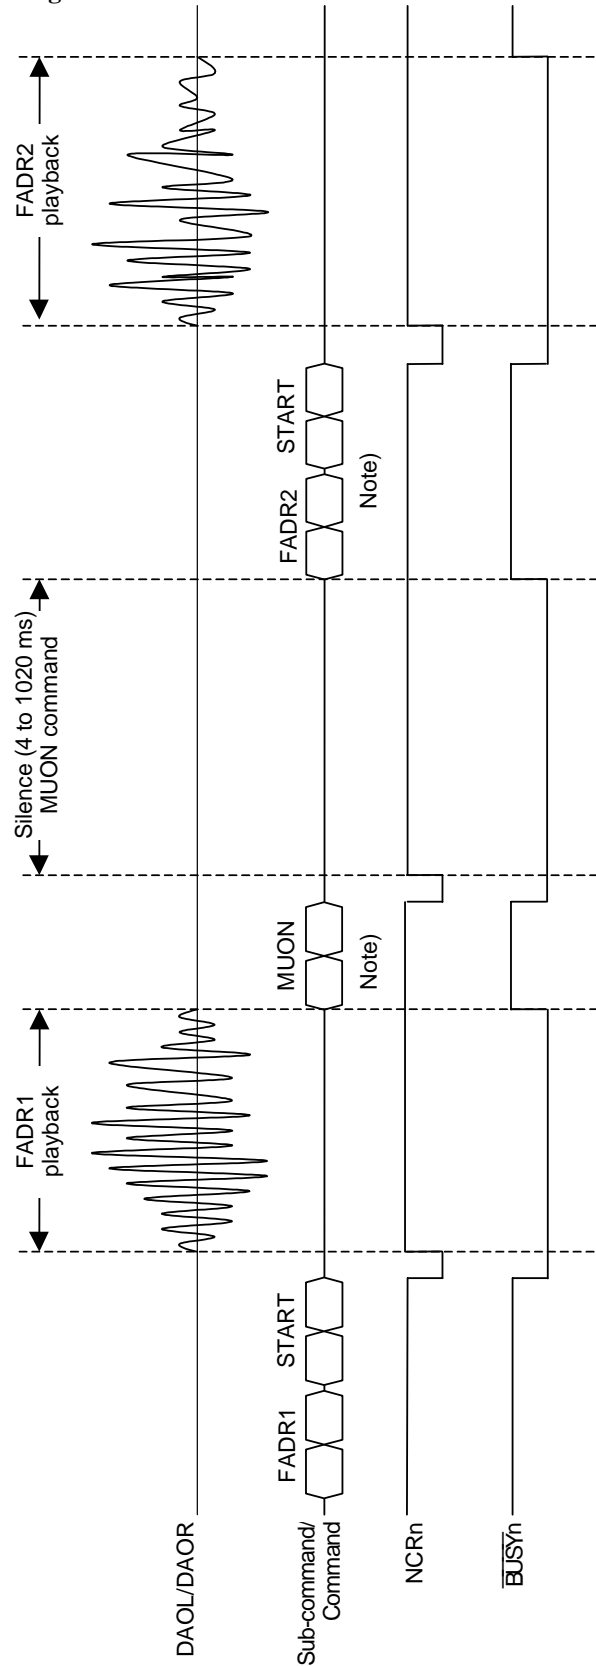 FADR1
playback
Silence (4 to 1020 ms)
MUON command
FADR2
playback
DAOL/DAOR
Sub-command/
Command
FADR1
START
MUON
Note)
FADR2
START
Note)
NCRn
BUSYn